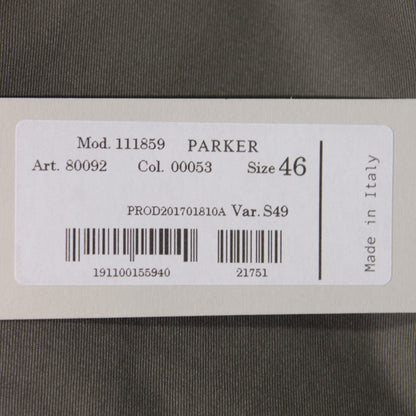 Mod. 111859 PARKER
Art. 80092 Col. 00053 Size 46
PROD201701810A Var. S49
191100155940 21751
Made in Italy